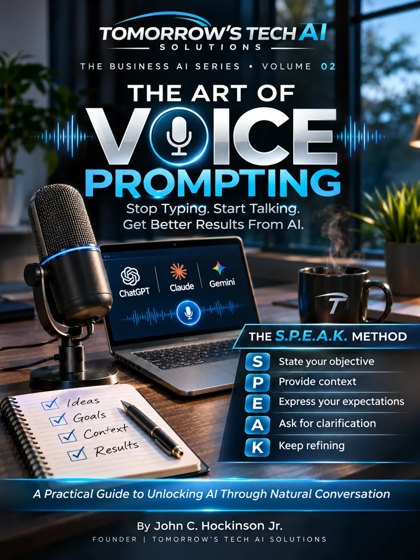 TOMORROW'S TECH AI
SOLUTIONS
THE BUSINESS AI SERIES • VOLUME 02
THE ART OF
VOICE
PROMPTING
Stop Typing. Start Talking.
Get Better Results From AI.
ChatGPT
Claude
Gemini
T
THE S.P.E.A.K. METHOD
S State your objective
P Provide context
E Express your expectations
A Ask for clarification
K Keep refining
Ideas
Goals
Context
Results
A Practical Guide to Unlocking AI Through Natural Conversation
By John C. Hockinson Jr.
FOUNDER | TOMORROW'S TECH AI SOLUTIONS